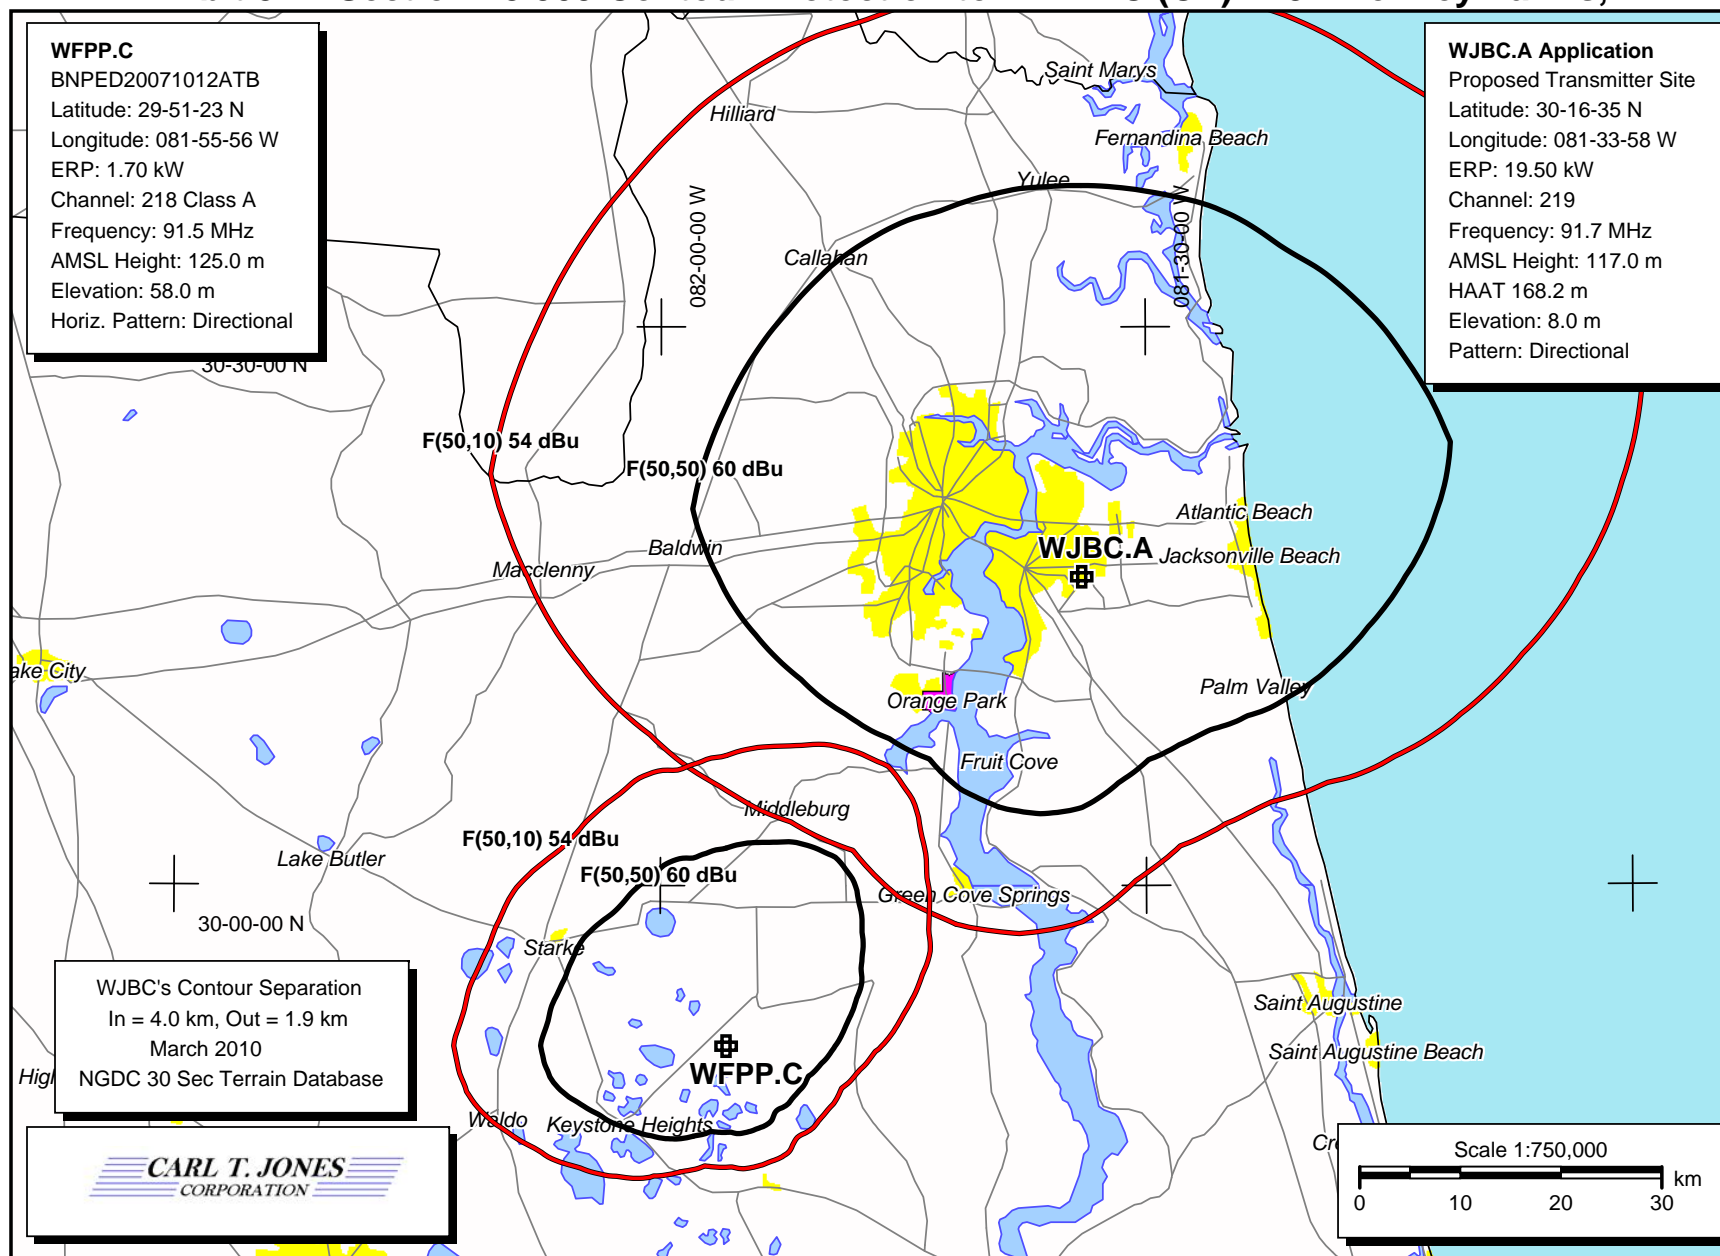 WFPP.C
BNPED20071012ATB
Latitude: 29-51-23 N
Longitude: 081-55-56 W
ERP: 1.70 kW
Channel: 218 Class A
Frequency: 91.5 MHz
AMSL Height: 125.0 m
Elevation: 58.0 m
Horiz. Pattern: Directional
WJBC.A Application
Proposed Transmitter Site
Latitude: 30-16-35 N
Longitude: 081-33-58 W
ERP: 19.50 kW
Channel: 219
Frequency: 91.7 MHz
AMSL Height: 117.0 m
HAAT 168.2 m
Elevation: 8.0 m
Pattern: Directional
Saint Marys
Hilliard
Fernandina Beach
Yulee
082-00-00 W
081-30-00 W
Callahan
30-30-00 N
F(50,10) 54 dBu
F(50,50) 60 dBu
Atlantic Beach
Baldwin
WJBC.A
Jacksonville Beach
Macclenny
ake City
Palm Valley
Orange Park
Fruit Cove
Middleburg
F(50,10) 54 dBu
Lake Butler
F(50,50) 60 dBu
Green Cove Springs
30-00-00 N
Starke
WJBC's Contour Separation
In = 4.0 km, Out = 1.9 km
March 2010
NGDC 30 Sec Terrain Database
Saint Augustine
Saint Augustine Beach
High
WFPP.C
Waldo
Keystone Heights
CARL T. JONES
CORPORATION
Cre
Scale 1:750,000
km
0 10 20 30